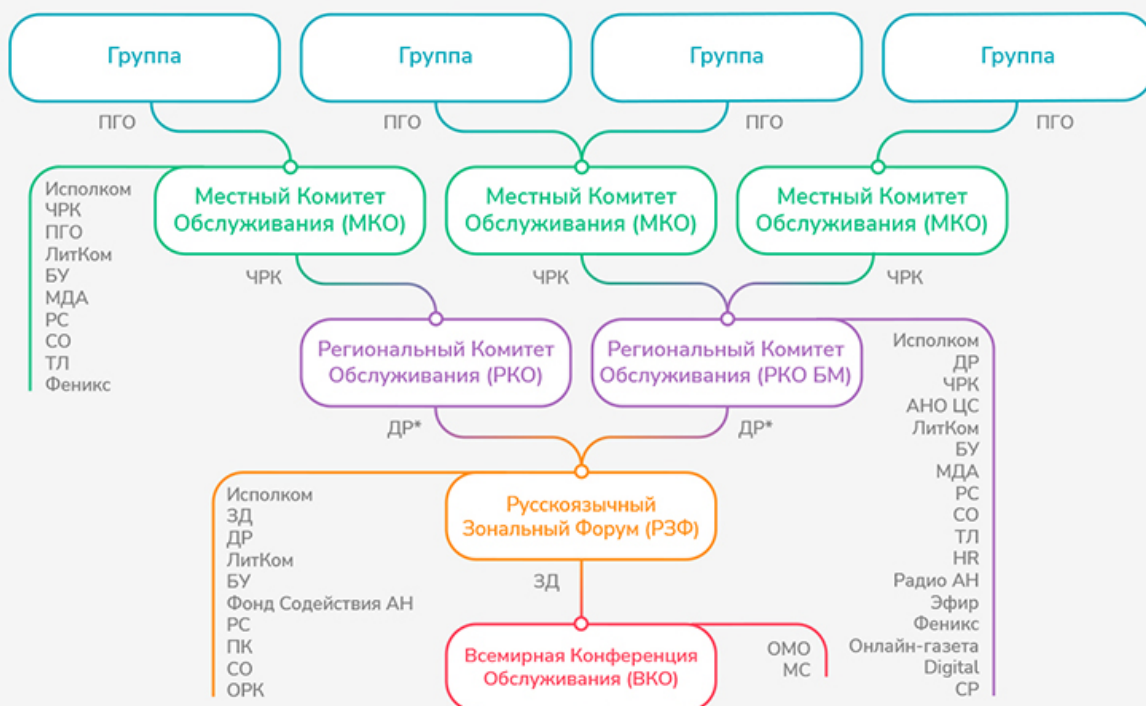 Группа
Группа
Группа
Группа
ПГО
ПГО
ПГО
ПГО
Местный Комитет
Обслуживания (МКО)
Местный Комитет
Обслуживания (МКО)
Местный Комитет
Обслуживания (МКО)
Исполком
ЧРК
ПГО
ЛитКом
БУ
МДА
РС
СО
ТЛ
Феникс
ЧРК
ЧРК
ЧРК
Региональный Комитет
Обслуживания (РКО)
Региональный Комитет
Обслуживания (РКО БМ)
Исполком
ДР
ЧРК
АНО ЦС
ЛитКом
БУ
МДА
РС
СО
ТЛ
HR
Радио АН
Эфир
Феникс
Онлайн-газета
Digital
СР
ДР*
ДР*
Русскоязычный
Зональный Форум (РЗФ)
Исполком
ЗД
ДР
ЛитКом
БУ
Фонд Содействия АН
РС
ПК
СО
ОРК
ЗД
Всемирная Конференция
Обслуживания (ВКО)
ОМО
МС